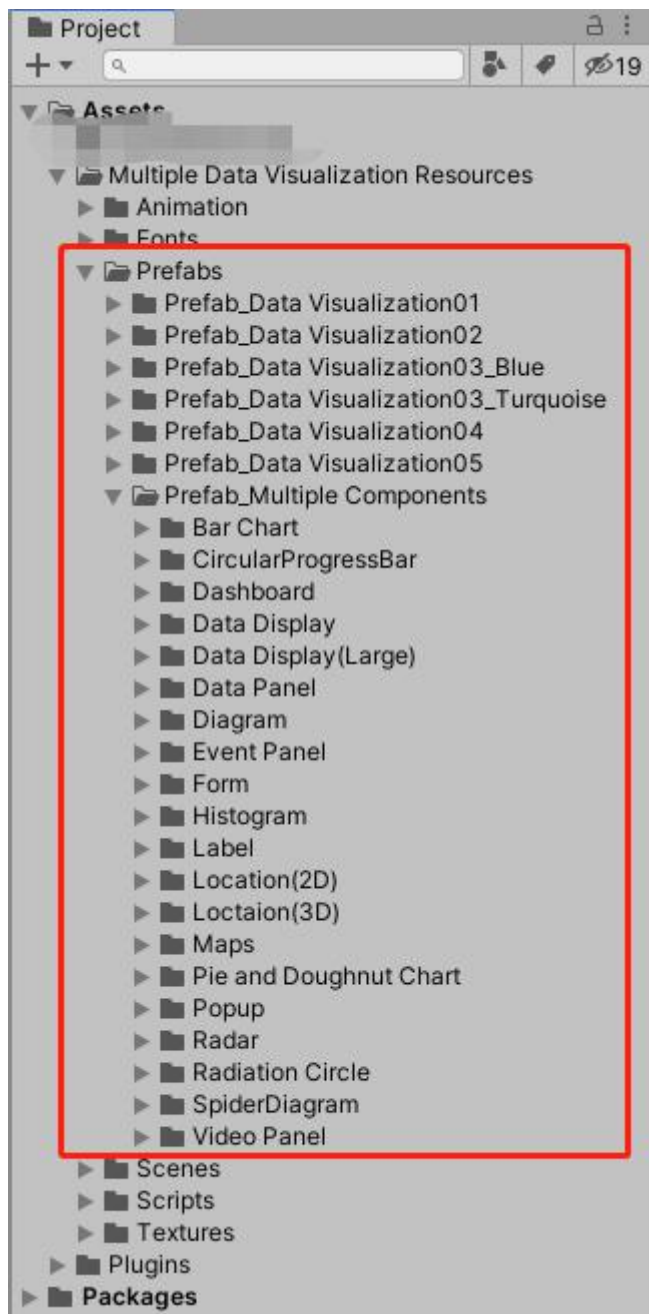 Project
19
Assets
Multiple Data Visualization Resources
Animation
Fonts
Prefabs
Prefab_Data Visualization01
Prefab_Data Visualization02
Prefab_Data Visualization03_Blue
Prefab_Data Visualization03_Turquoise
Prefab_Data Visualization04
Prefab_Data Visualization05
Prefab_Multiple Components
Bar Chart
CircularProgressBar
Dashboard
Data Display
Data Display(Large)
Data Panel
Diagram
Event Panel
Form
Histogram
Label
Location(2D)
Loctaion(3D)
Maps
Pie and Doughnut Chart
Popup
Radar
Radiation Circle
SpiderDiagram
Video Panel
Scenes
Scripts
Textures
Plugins
Packages